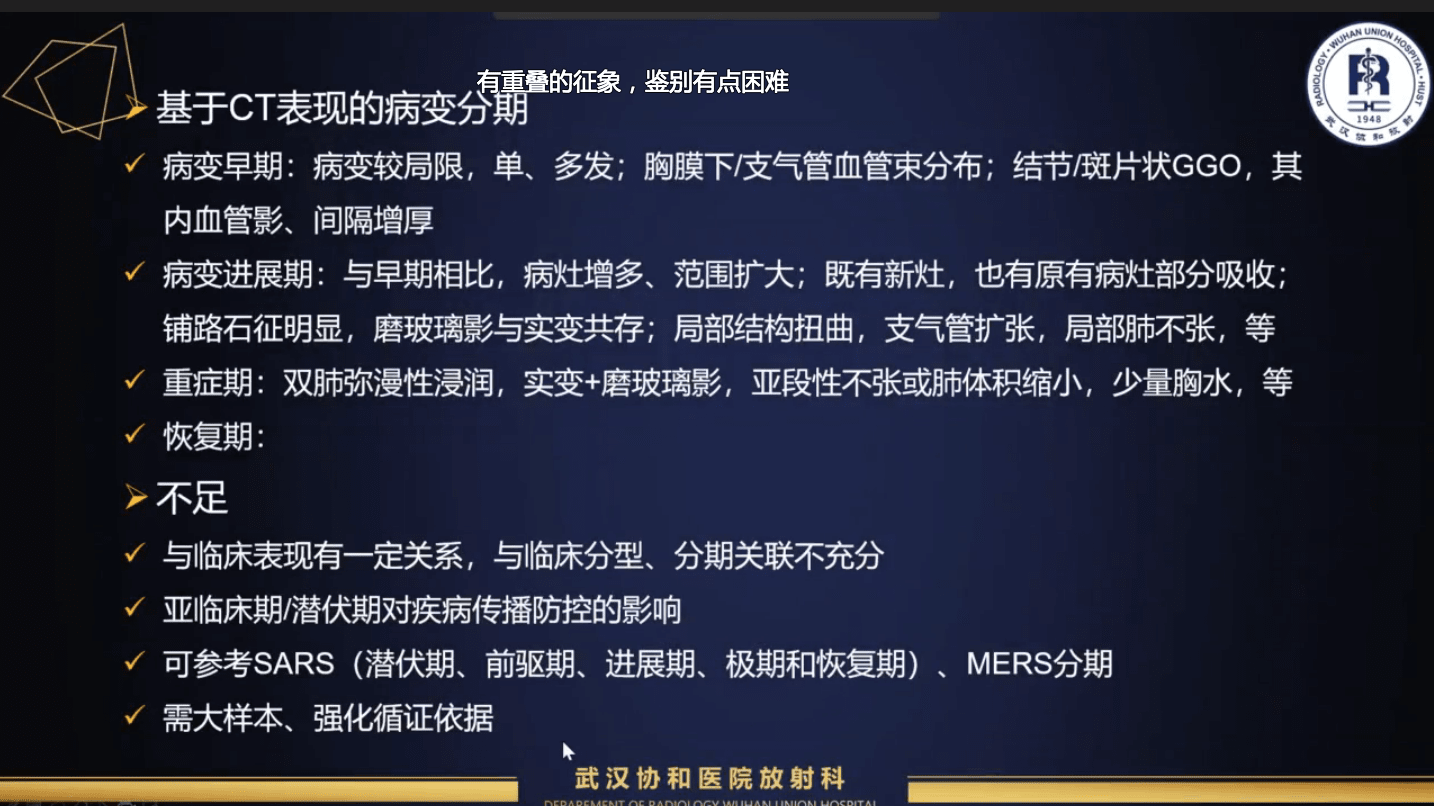 有重叠的征象，鉴别有点困难
基于CT表现的病变分期
病变早期：病变较局限，单、多发；胸膜下/支气管血管束分布；结节/斑片状GGO，其
内血管影、间隔增厚
病变进展期：与早期相比，病灶增多、范围扩大；既有新灶，也有原有病灶部分吸收；
铺路石征明显，磨玻璃影与实变共存；局部结构扭曲，支气管扩张，局部肺不张，等
重症期：双肺弥漫性浸润，实变+磨玻璃影，亚段性不张或肺体积缩小，少量胸水，等
恢复期：
不足
与临床表现有一定关系，与临床分型、分期关联不充分
亚临床期/潜伏期对疾病传播防控的影响
可参考SARS（潜伏期、前驱期、进展期、极期和恢复期）、MERS分期
需大样本、强化循证依据
RADIOLOGY·WUHAN UNION HOSPITAL·HUST
1948
武汉协和放射
武汉协和医院放射科
DEPAREMENT OF RADIOLOGY WUHAN UNION HOSPITAL